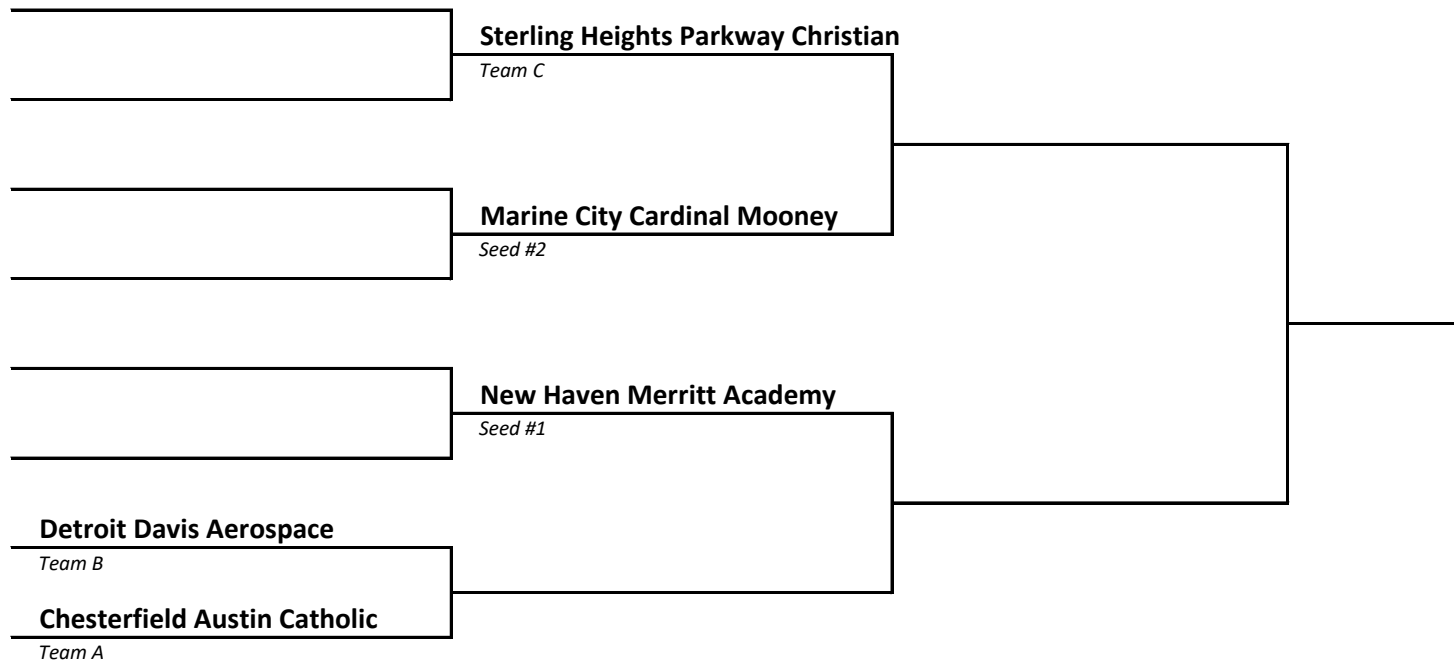 Sterling Heights Parkway Christian
Team C
Marine City Cardinal Mooney
Seed #2
New Haven Merritt Academy
Seed #1
Detroit Davis Aerospace
Team B
Chesterfield Austin Catholic
Team A